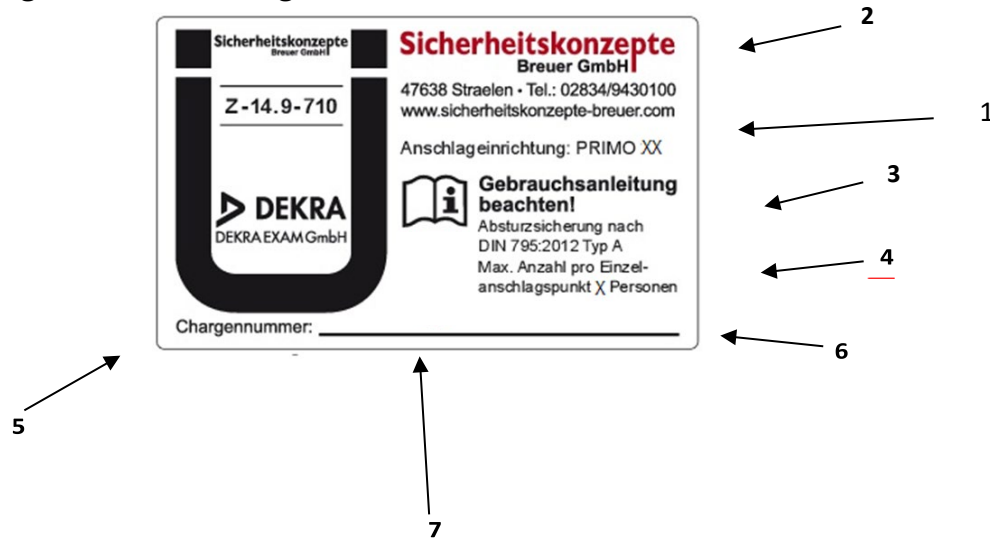 Sicherheitskonzepte
Breuer GmbH
Z-14.9-710
DEKRA
DEKRA EXAM GmbH
Sicherheitskonzepte
Breuer GmbH
47638 Straelen • Tel.: 02834/9430100
www.sicherheitskonzepte-breuer.com
Anschlageinrichtung: PRIMO XX
i
Gebrauchsanleitung
beachten!
Absturzsicherung nach
DIN 795:2012 Typ A
Max. Anzahl pro Einzel-
anschlagspunkt X Personen
Chargennummer:
2
1
3
4
6
5
7